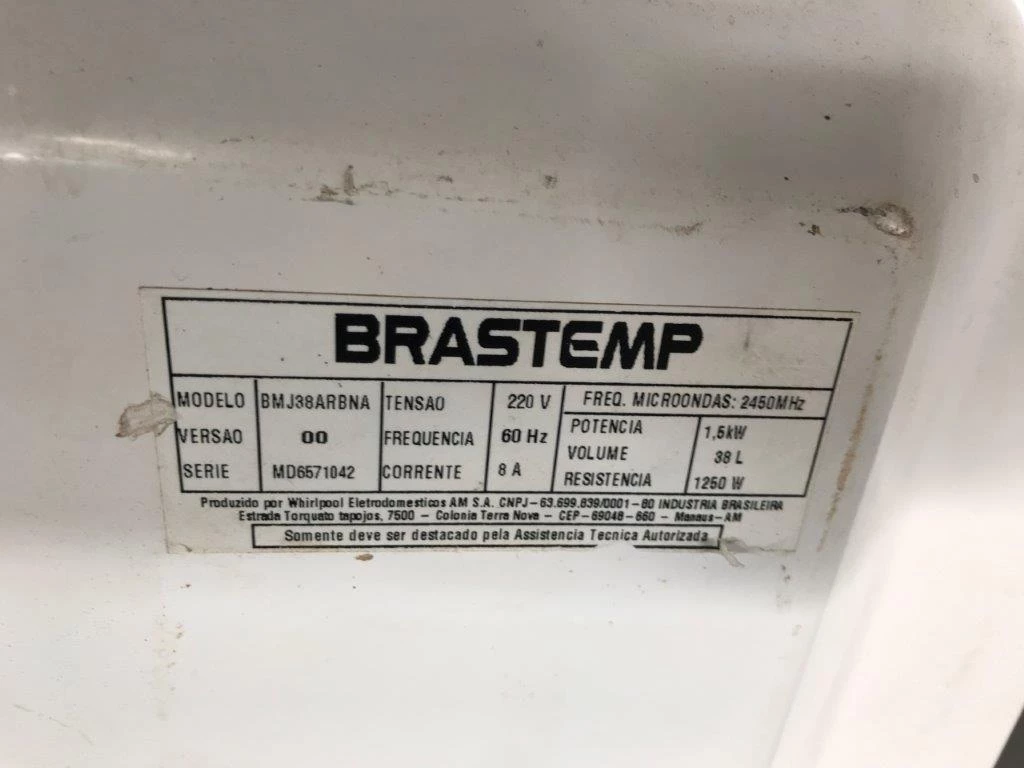 BRASTEMP
MODELO BMJ38ARBNA TENSAO 220 V FREQ. MICROONDAS: 2450MHz
VERSAO 00 FREQUENCIA 60 Hz POTENCIA 1,5kW
VOLUME 38 L
SERIE MD6571042 CORRENTE 8 A RESISTENCIA 1250 W
Produzido por Whirlpool Eletrodomesticos AM S.A. CNPJ-63.699.839/0001-80 INDUSTRIA BRASILEIRA
Estrada Torquato tapojos, 7500 - Colonia Terra Nova - CEP-69048-660 - Manaus-AM
Somente deve ser destacado pela Assistencia Tecnica Autorizada